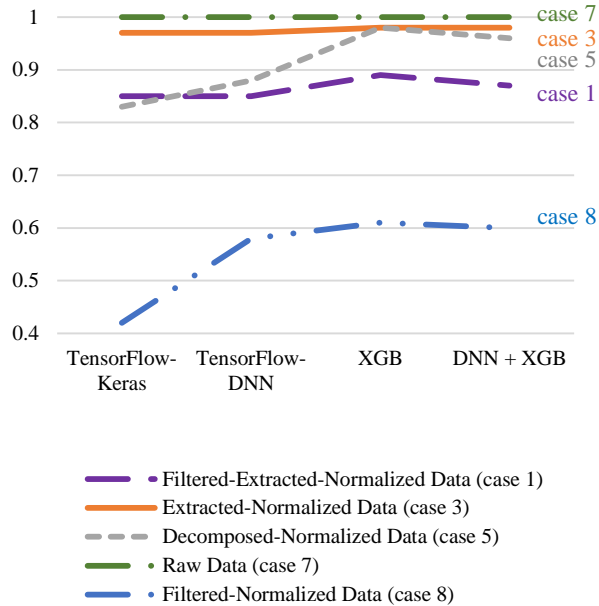 1
case 7
case 3
0.9
case 5
case 1
0.8
0.7
0.6
case 8
0.5
0.4
TensorFlow-
Keras
TensorFlow-
DNN
XGB
DNN + XGB
Filtered-Extracted-Normalized Data (case 1)
Extracted-Normalized Data (case 3)
Decomposed-Normalized Data (case 5)
Raw Data (case 7)
Filtered-Normalized Data (case 8)